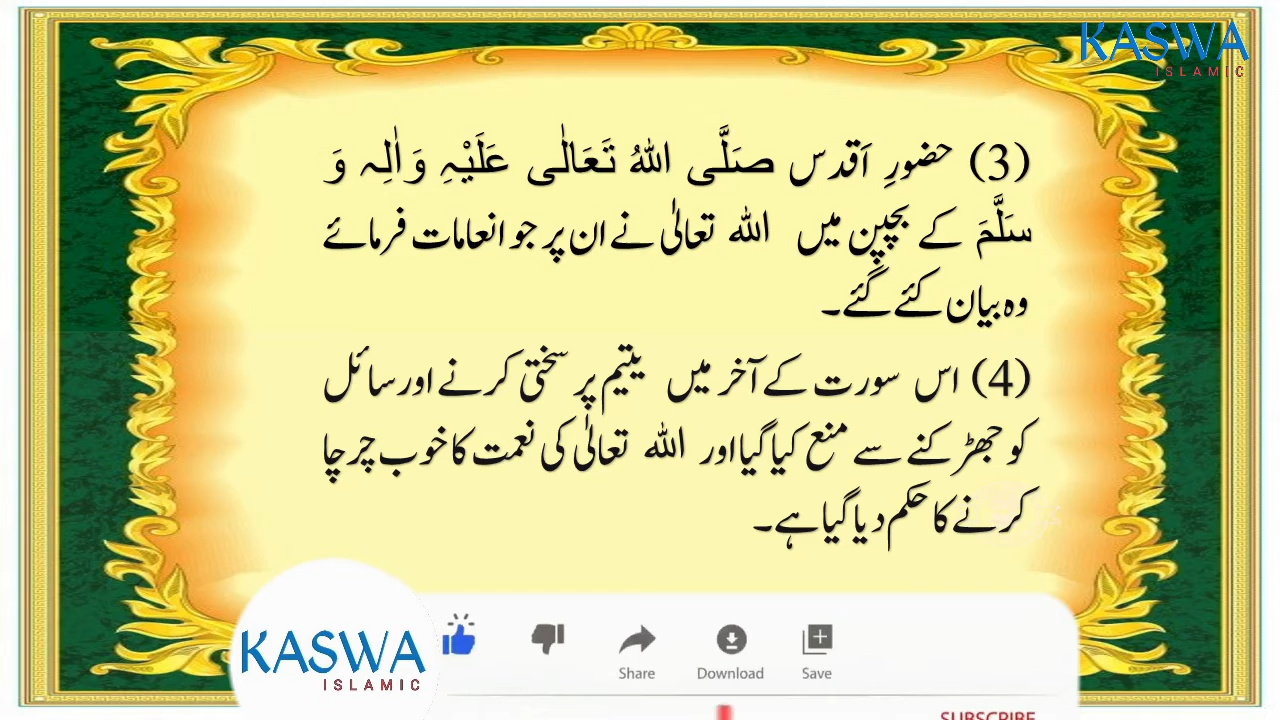 KASWA
ISLAMIC
(3) حضورِ اَقدس صَلَّی اللہُ تَعَالٰی عَلَیْہِ وَاٰلِہ وَ
سَلَّمَ کے بچپن میں اللہ تعالیٰ نے ان پر جو انعامات فرمائے
وہ بیان کئے گئے۔
(4) اس سورت کے آخر میں یتیم پر سختی کرنے اور سائل
کو جھڑکنے سے منع کیا گیا اور اللہ تعالیٰ کی نعمت کا خوب چرچا
کرنے کا حکم دیا گیا ہے۔
KASWA
ISLAMIC
Share Download Save
SUBSCRIBE